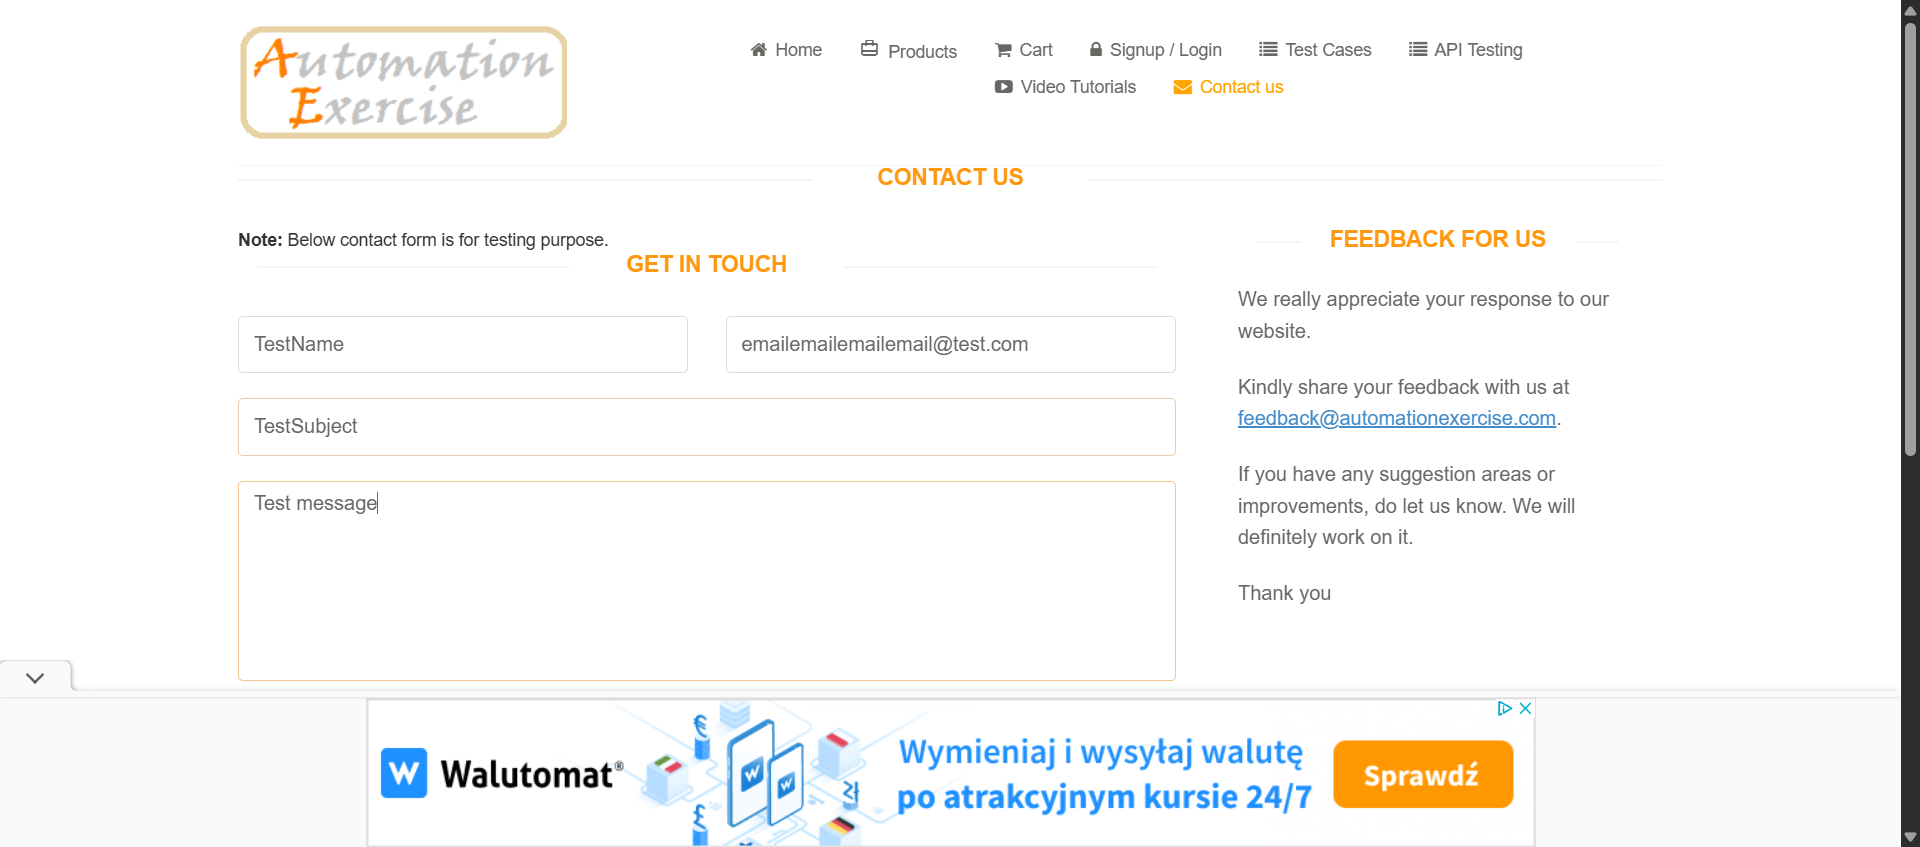 Automation
Exercise
Home
Products
Cart
Signup / Login
Test Cases
API Testing
Video Tutorials
Contact us
CONTACT US
Note: Below contact form is for testing purpose.
GET IN TOUCH
TestName
emailemailemailemail@test.com
TestSubject
Test message
FEEDBACK FOR US
We really appreciate your response to our
website.
Kindly share your feedback with us at
feedback@automationexercise.com.
If you have any suggestion areas or
improvements, do let us know. We will
definitely work on it.
Thank you
W Walutomat®
€
W
W
zł
£
£
Wymieniaj i wysyłaj walutę
po atrakcyjnym kursie 24/7
Sprawdź